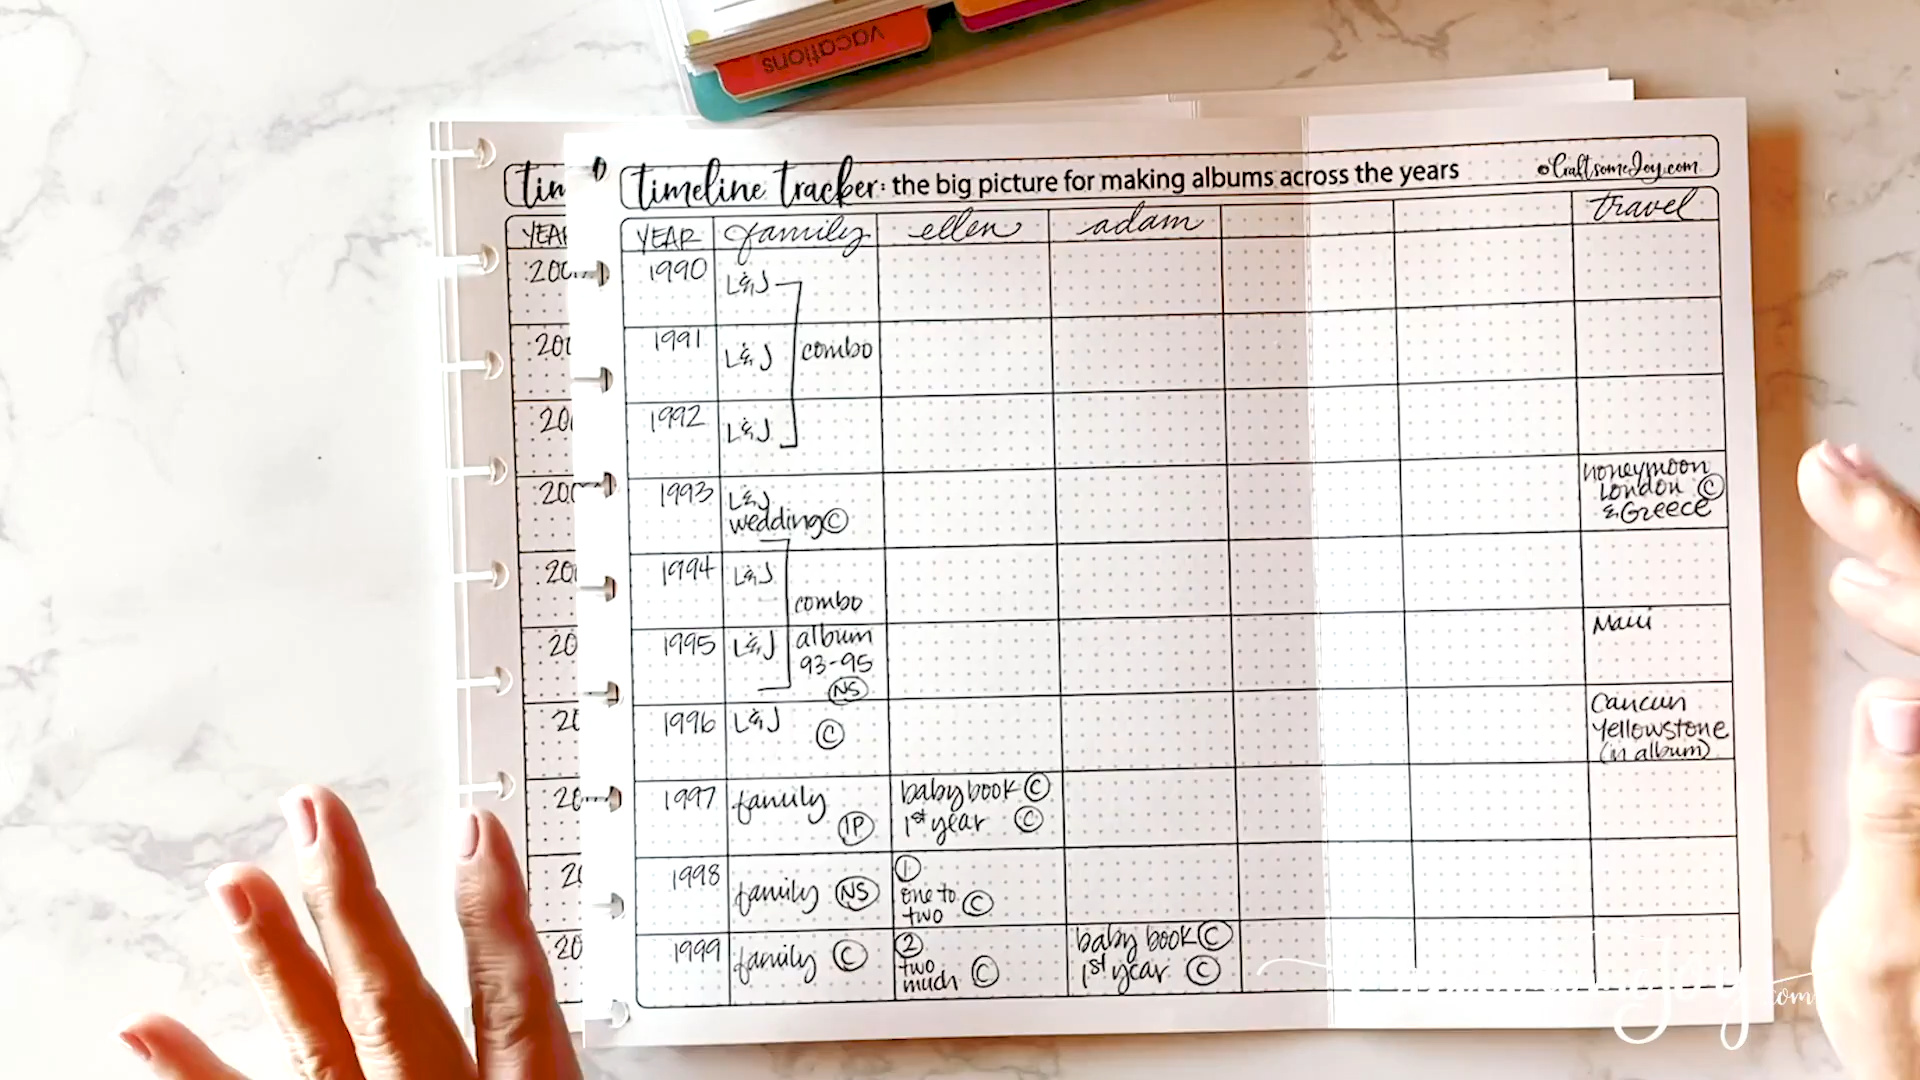 vacations
tin
timeline tracker: the big picture for making albums across the years
©CraftsomeJoy.com
YEAR family ellen adam travel
1990 L&J
1991 L&J combo
1992 L&J
1993 L&J
wedding ©
honeymoon
London ©
& Greece
1994 L&J
combo
1995 L&J album
93-95
NS
Maui
1996 L&J ©
Cancun
Yellowstone
(in album)
1997 family
IP
baby book ©
1st year ©
1998 family NS
1
one to
two ©
1999 family ©
2
two
much ©
baby book ©
1st year ©